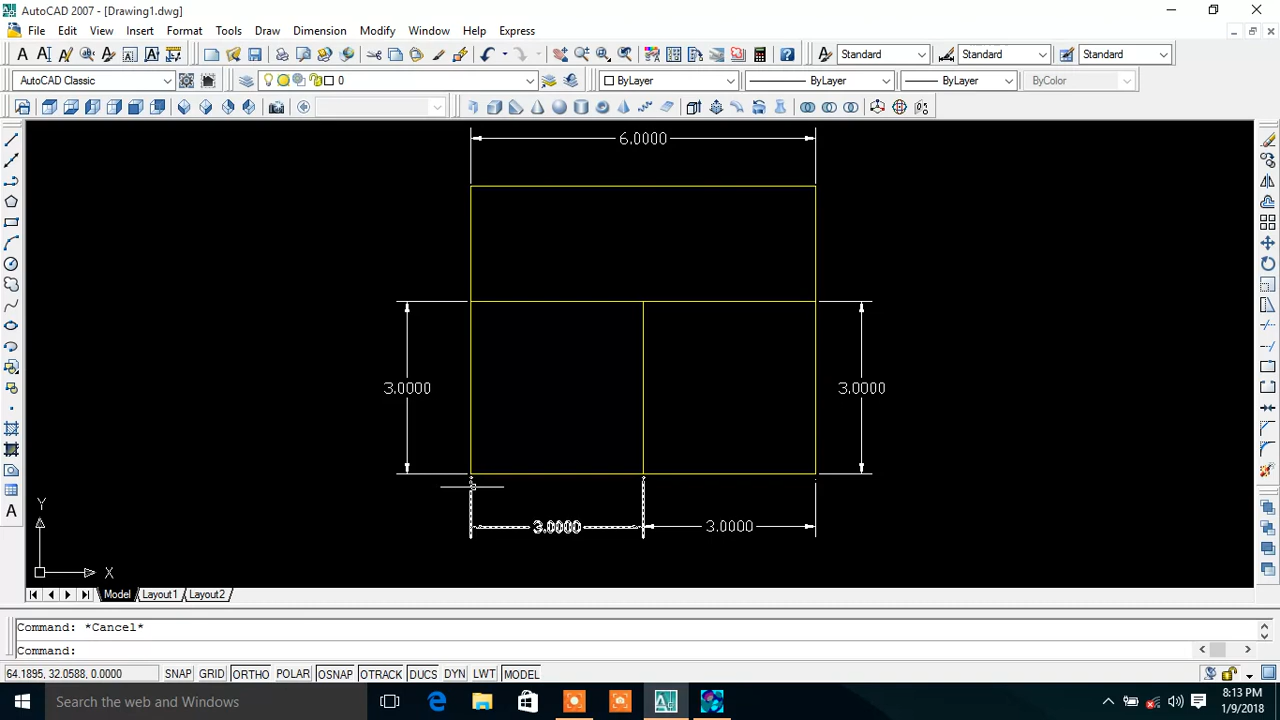 AutoCAD 2007 - [Drawing1.dwg]
File Edit View Insert Format Tools Draw Dimension Modify Window Help Express
Standard Standard Standard
AutoCAD Classic 0 ByLayer ByLayer ByLayer ByColor
6.0000
3.0000 3.0000
3.0000 3.0000
Y
X
Model Layout1 Layout2
Command: *Cancel*
Command:
64.1895, 32.0588, 0.0000 SNAP GRID ORTHO POLAR OSNAP OTRACK DUCS DYN LWT MODEL
Search the web and Windows
8:13 PM
1/9/2018